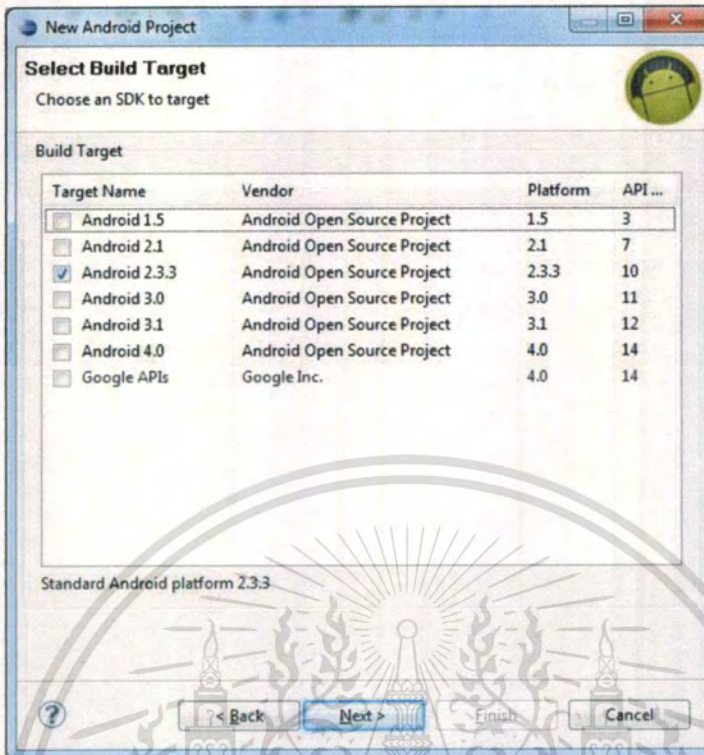 New Android Project
Select Build Target
Choose an SDK to target
Build Target
Target Name Vendor Platform API ...
Android 1.5 Android Open Source Project 1.5 3
Android 2.1 Android Open Source Project 2.1 7
Android 2.3.3 Android Open Source Project 2.3.3 10
Android 3.0 Android Open Source Project 3.0 11
Android 3.1 Android Open Source Project 3.1 12
Android 4.0 Android Open Source Project 4.0 14
Google APIs Google Inc. 4.0 14
Standard Android platform 2.3.3
? < Back Next > Finish Cancel